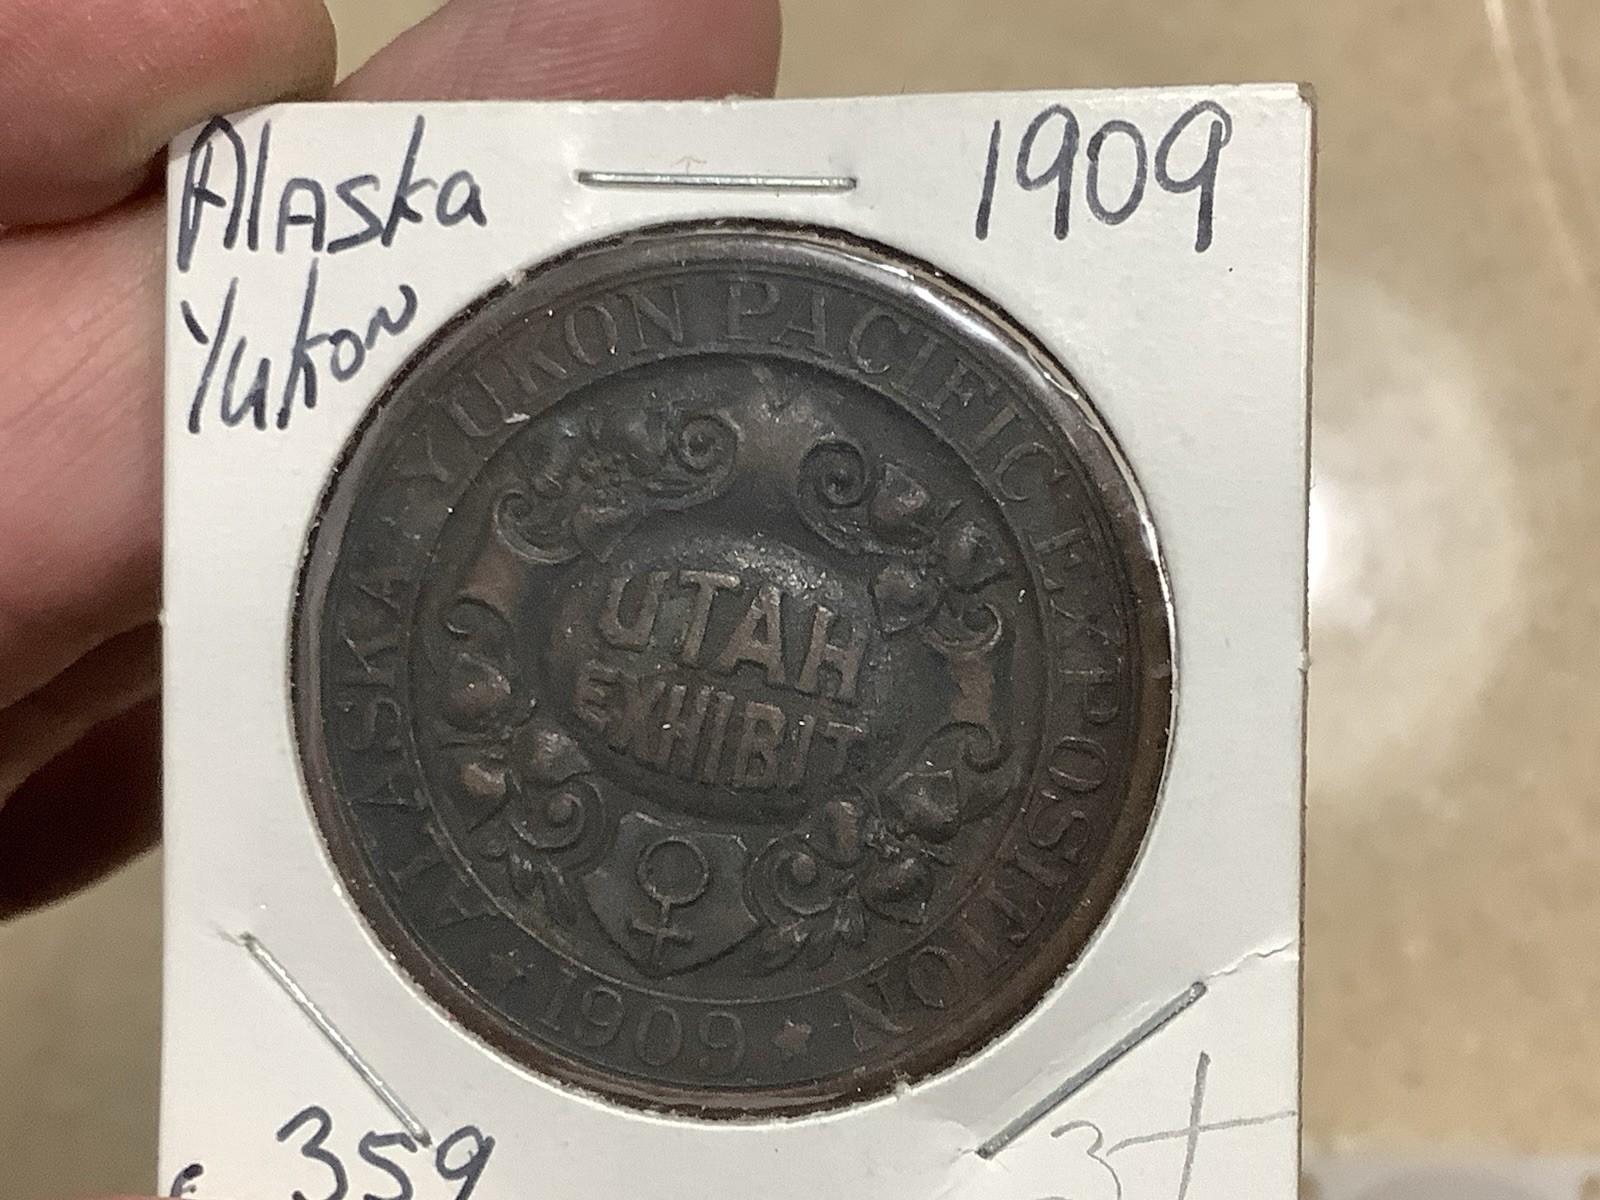 Alaska
Yukon
1909
ALASKA YUKON PACIFIC EXPOSITION
UTAH
EXHIBIT
1909
359